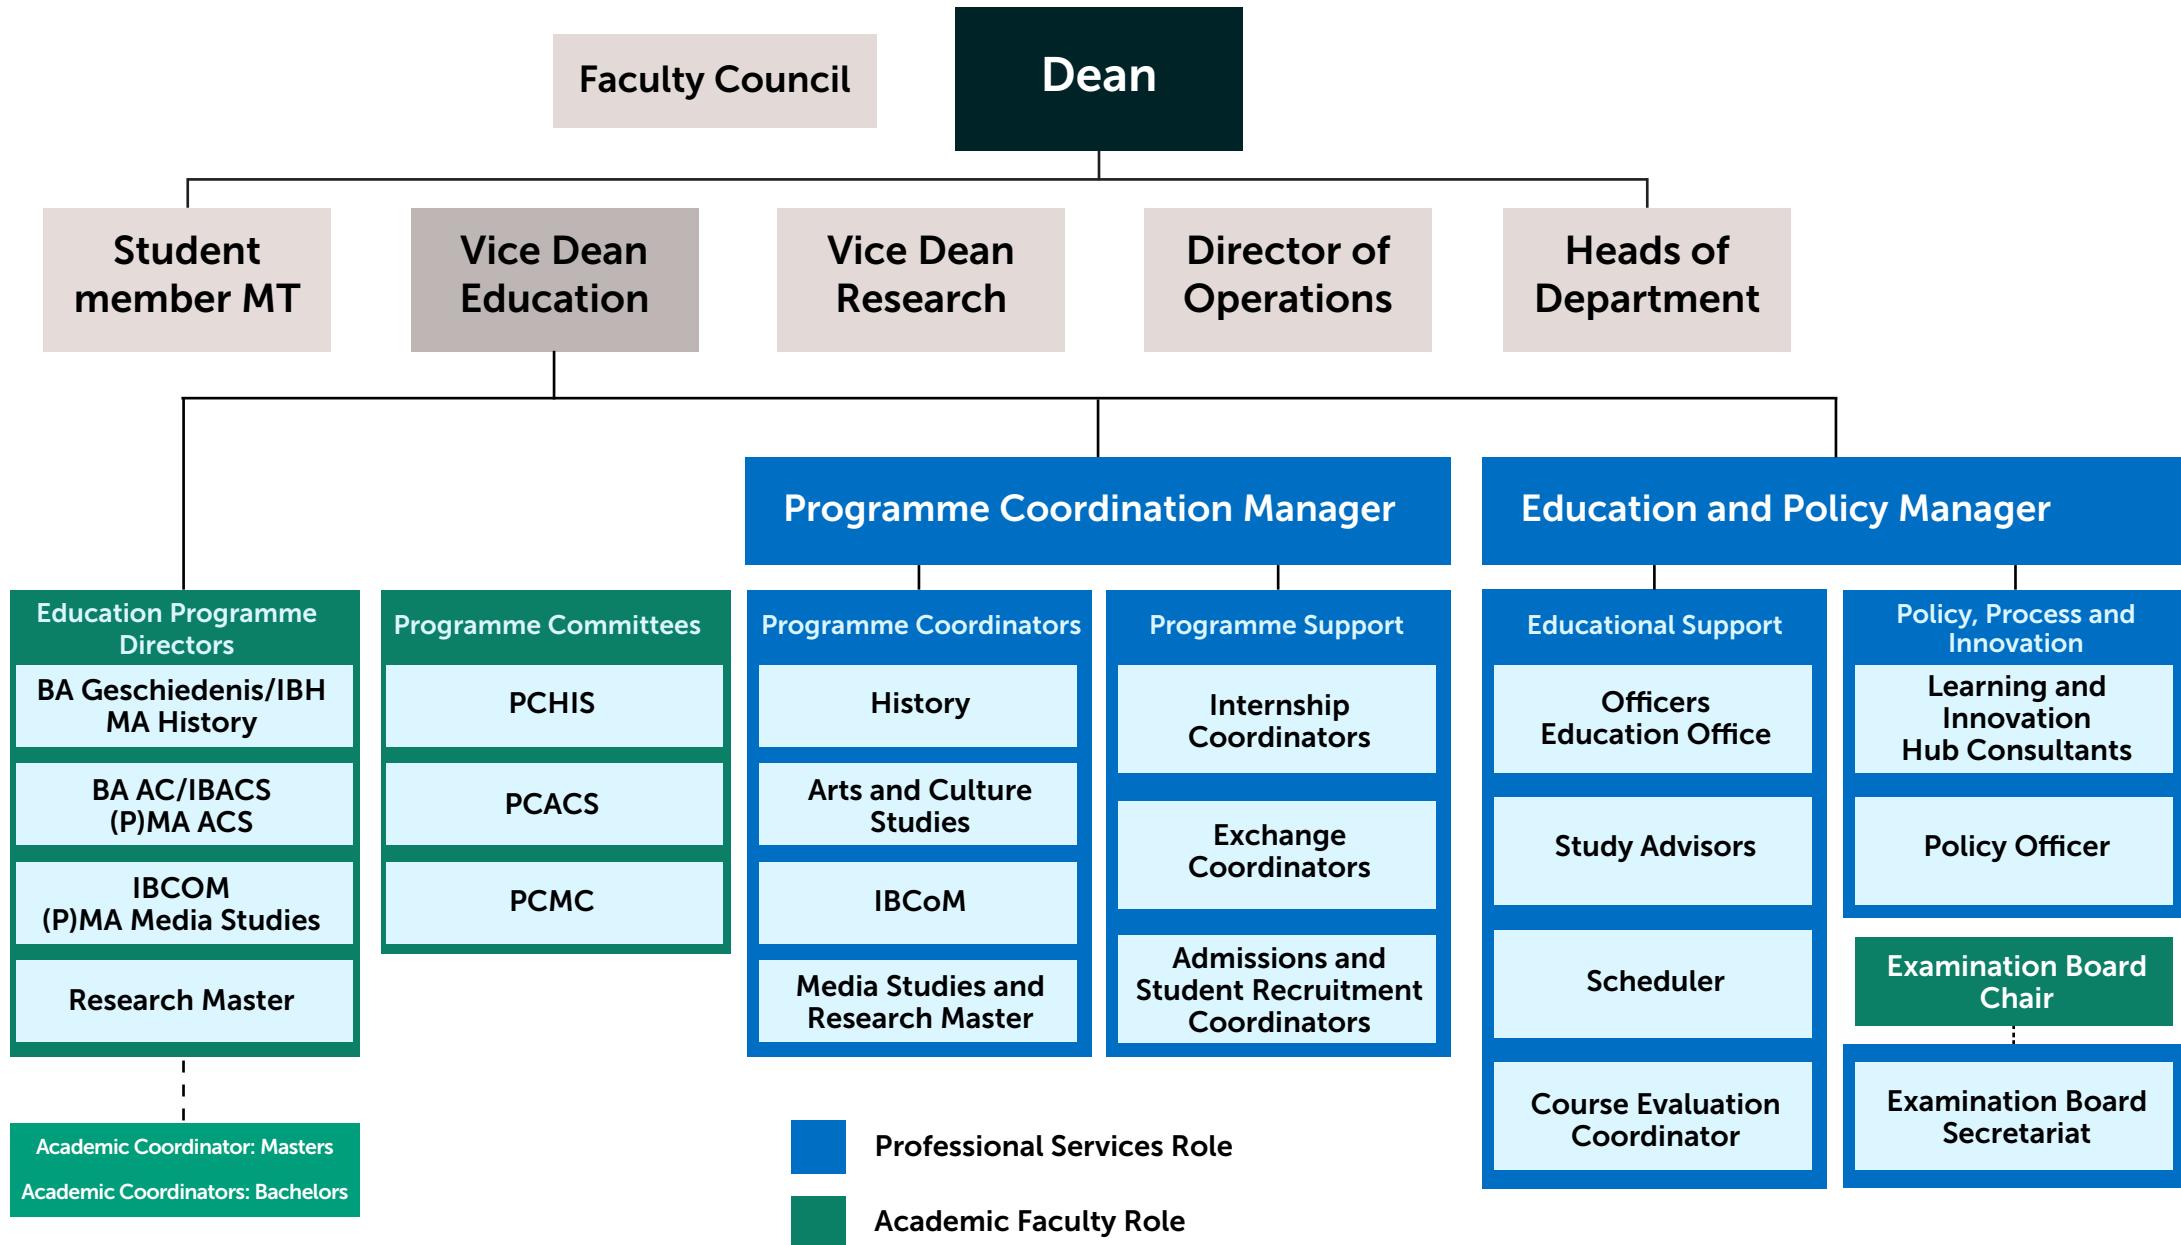 Faculty Council
Dean
Student
member MT
Vice Dean
Education
Vice Dean
Research
Director of
Operations
Heads of
Department
Programme Coordination Manager
Education and Policy Manager
Education Programme
Directors
BA Geschiedenis/IBH
MA History
BA AC/IBACS
(P)MA ACS
IBCOM
(P)MA Media Studies
Research Master
Academic Coordinator: Masters
Academic Coordinators: Bachelors
Programme Committees
PCHIS
PCACS
PCMC
Programme Coordinators
History
Arts and Culture
Studies
IBCoM
Media Studies and
Research Master
Programme Support
Internship
Coordinators
Exchange
Coordinators
Admissions and
Student Recruitment
Coordinators
Educational Support
Officers
Education Office
Study Advisors
Scheduler
Course Evaluation
Coordinator
Policy, Process and
Innovation
Learning and
Innovation
Hub Consultants
Policy Officer
Examination Board
Chair
Examination Board
Secretariat
Professional Services Role
Academic Faculty Role